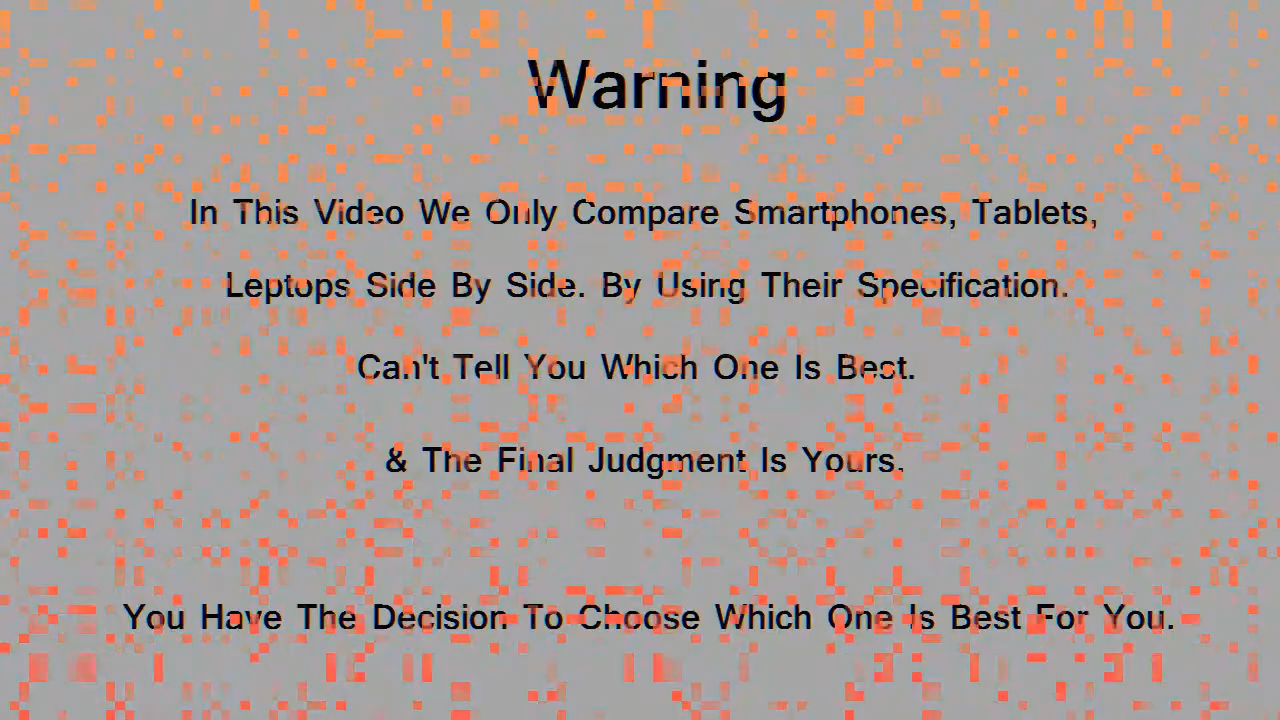 Warning
In This Video We Only Compare Smartphones, Tablets,
Leptops Side By Side. By Using Their Specification.
Can't Tell You Which One Is Best.
& The Final Judgment Is Yours.
You Have The Decision To Choose Which One Is Best For You.